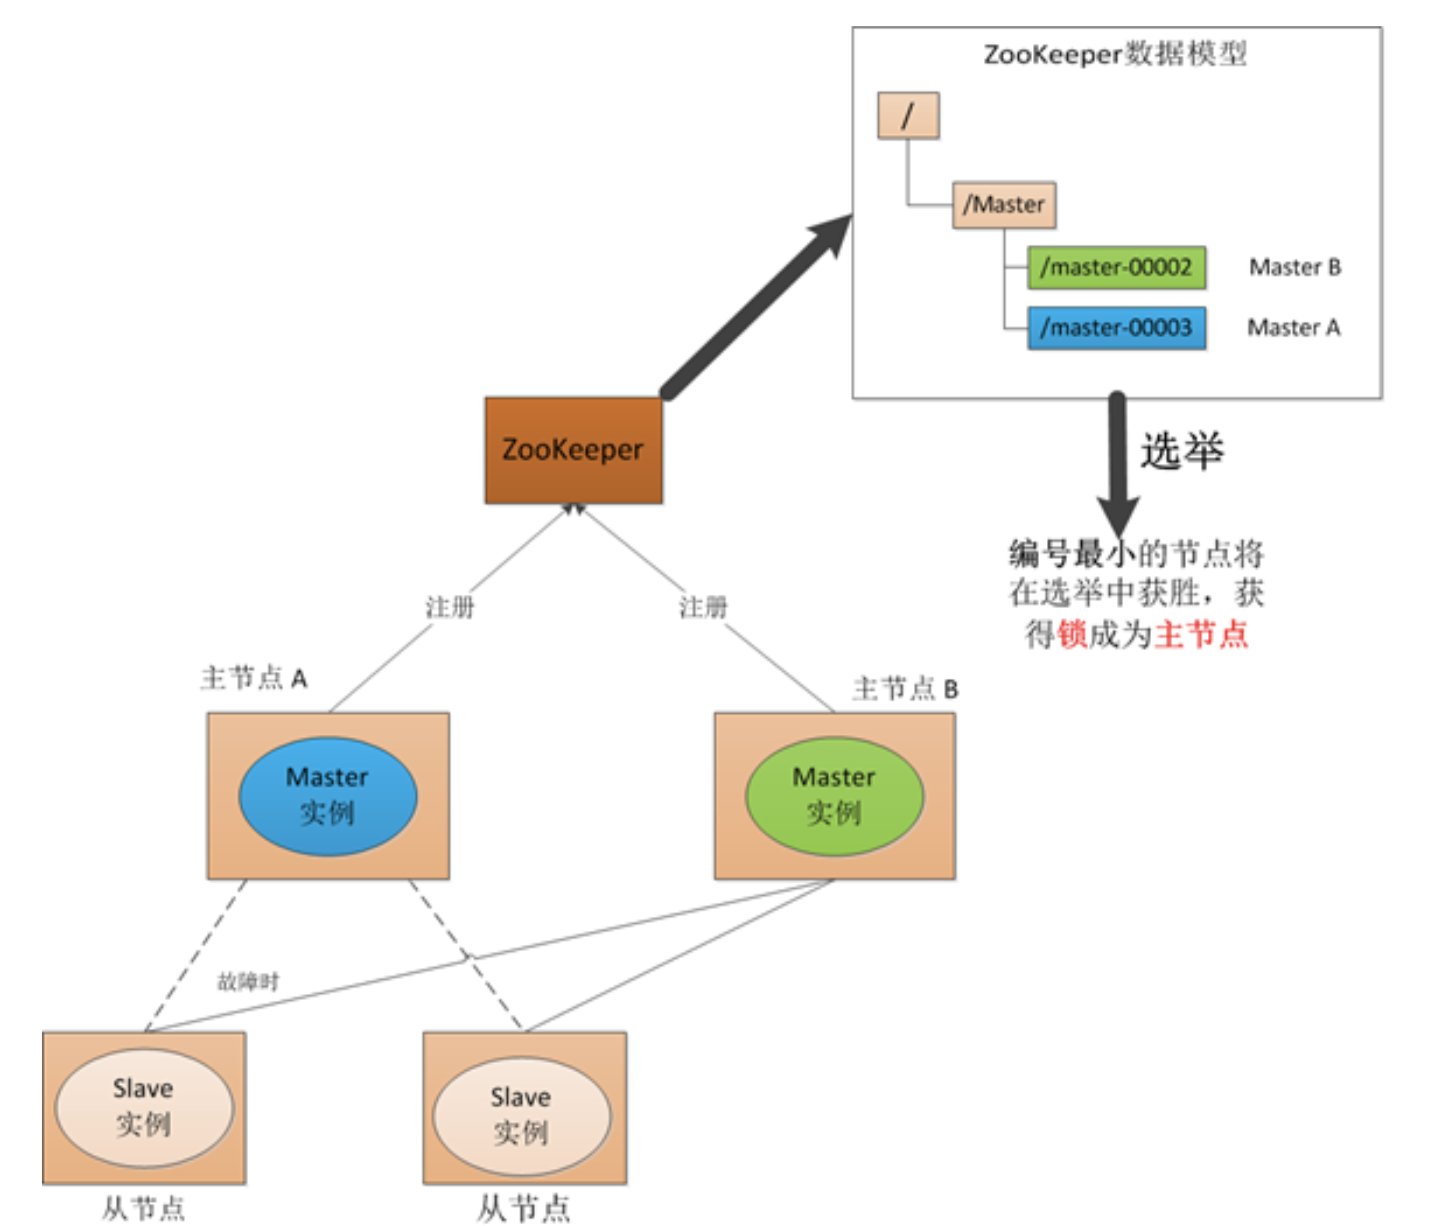 ZooKeeper数据模型
/
/Master
/master-00002
Master B
/master-00003
Master A
ZooKeeper
选举
编号最小的节点将
在选举中获胜，获
得锁成为主节点
注册
注册
主节点 A
主节点 B
Master
实例
Master
实例
故障时
Slave
实例
Slave
实例
从节点
从节点